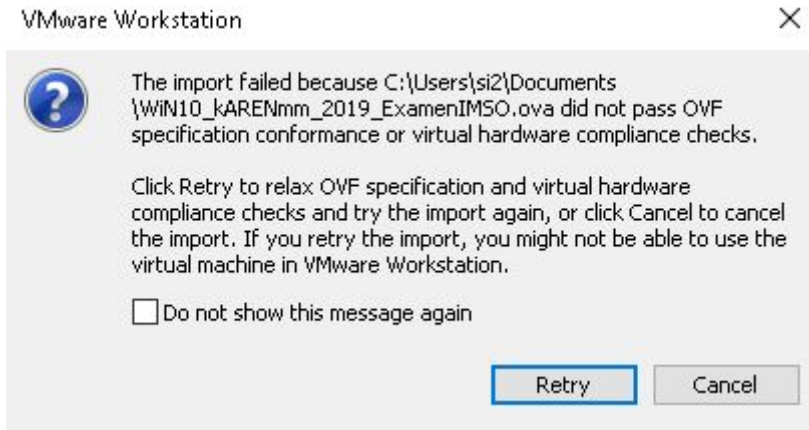 VMware Workstation
The import failed because C:\Users\si2\Documents
\WiN10_kARENmm_2019_ExamenIMSO.ova did not pass OVF
specification conformance or virtual hardware compliance checks.
Click Retry to relax OVF specification and virtual hardware
compliance checks and try the import again, or click Cancel to cancel
the import. If you retry the import, you might not be able to use the
virtual machine in VMware Workstation.
Do not show this message again
Retry
Cancel